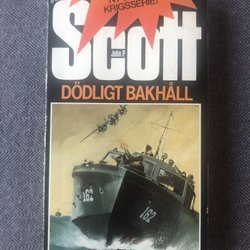 KRIGSSERIE!
Scott
John P.
DÖDLIGT BAKHÅLL
162
162